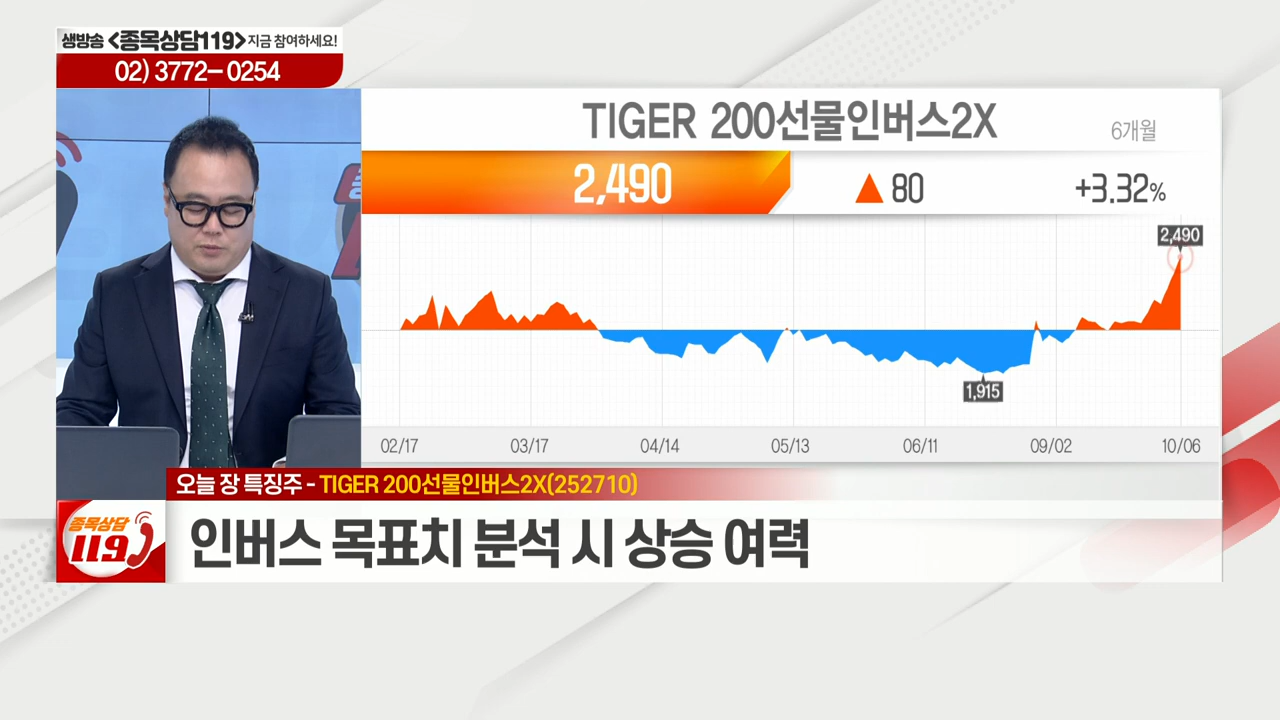 생방송 <종목상담119> 지금 참여하세요!
02) 3772-0254
TIGER 200선물인버스2X
6개월
2,490 ▲ 80 +3.32%
2,490
1,915
02/17 03/17 04/14 05/13 06/11 09/02 10/06
오늘 장 특징주 - TIGER 200선물인버스2X(252710)
종목상담
119
인버스 목표치 분석 시 상승 여력